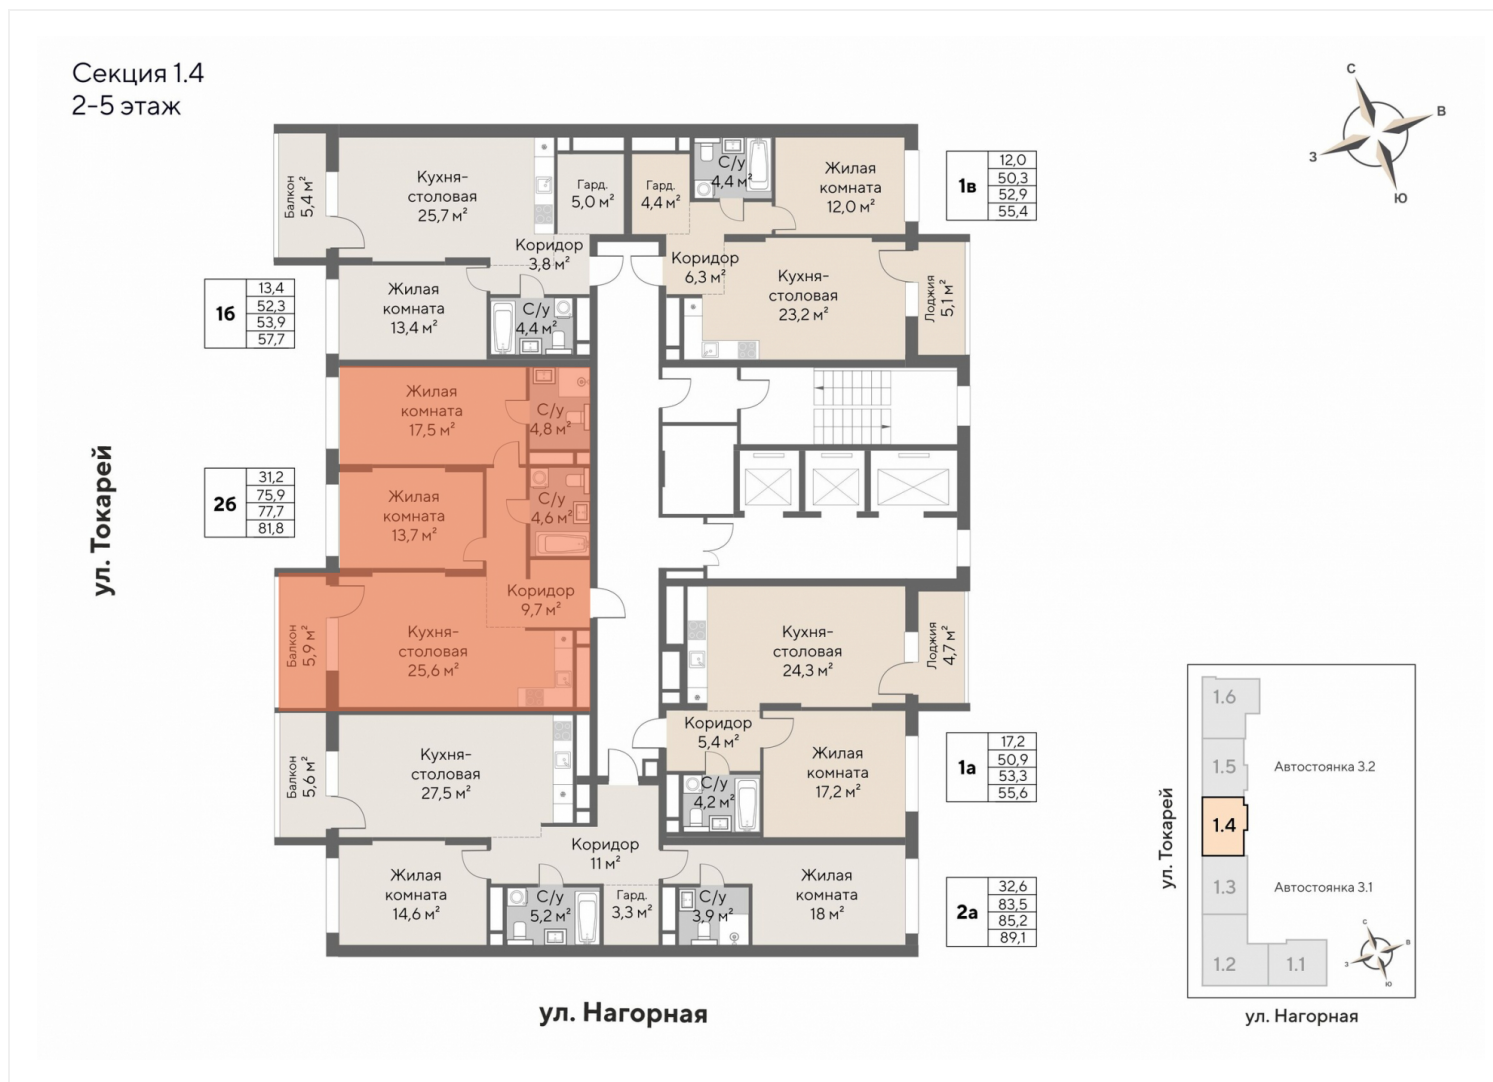 Секция 1.4
2-5 этаж
С
В
З
Ю
Балкон
5,4 м²
Кухня-
столовая
25,7 м²
Гард.
5,0 м²
Коридор
3,8 м²
Жилая
комната
13,4 м²
С/у
4,4 м²
1б
13,4
52,3
53,9
57,7
Гард.
4,4 м²
С/у
4,4 м²
Жилая
комната
12,0 м²
Коридор
6,3 м²
Кухня-
столовая
23,2 м²
Лоджия
5,1 м²
1в
12,0
50,3
52,9
55,4
Жилая
комната
17,5 м²
С/у
4,8 м²
Жилая
комната
13,7 м²
С/у
4,6 м²
Коридор
9,7 м²
Балкон
5,9 м²
Кухня-
столовая
25,6 м²
2б
31,2
75,9
77,7
81,8
ул. Токарей
Кухня-
столовая
24,3 м²
Лоджия
4,7 м²
Коридор
5,4 м²
Жилая
комната
17,2 м²
С/у
4,2 м²
1а
17,2
50,9
53,3
55,6
Балкон
5,6 м²
Кухня-
столовая
27,5 м²
Коридор
11 м²
Жилая
комната
14,6 м²
С/у
5,2 м²
Гард.
3,3 м²
С/у
3,9 м²
Жилая
комната
18 м²
2а
32,6
83,5
85,2
89,1
ул. Нагорная
1.6
1.5
Автостоянка 3.2
1.4
1.3
Автостоянка 3.1
1.2
1.1
С
В
З
Ю
ул. Токарей
ул. Нагорная